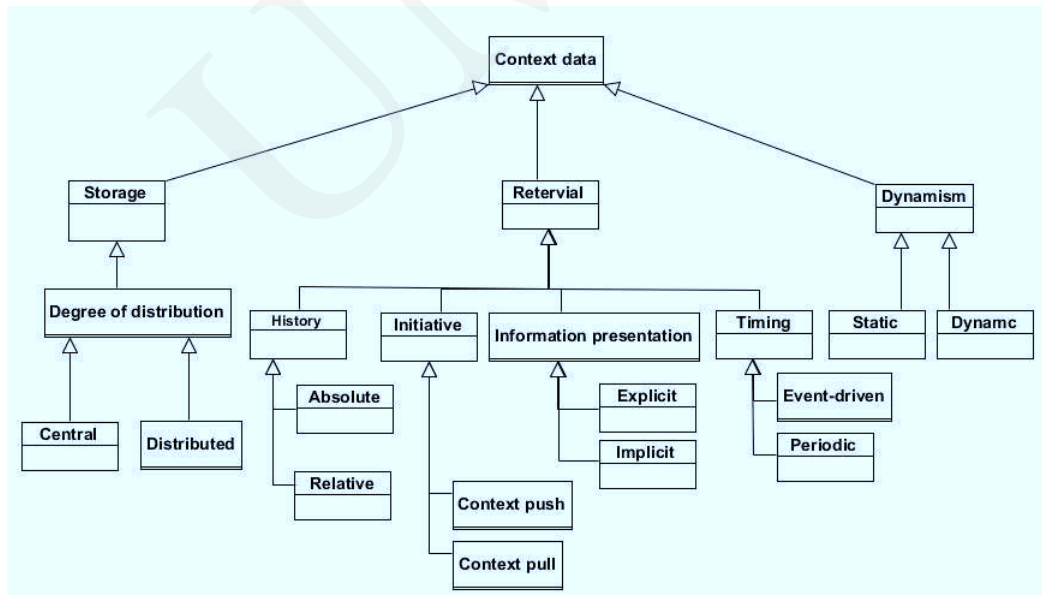 Context data
Storage
Retervial
Dynamism
Degree of distribution
History
Initiative
Information presentation
Timing
Static
Dynamc
Absolute
Explicit
Event-driven
Central
Distributed
Implicit
Periodic
Relative
Context push
Context pull